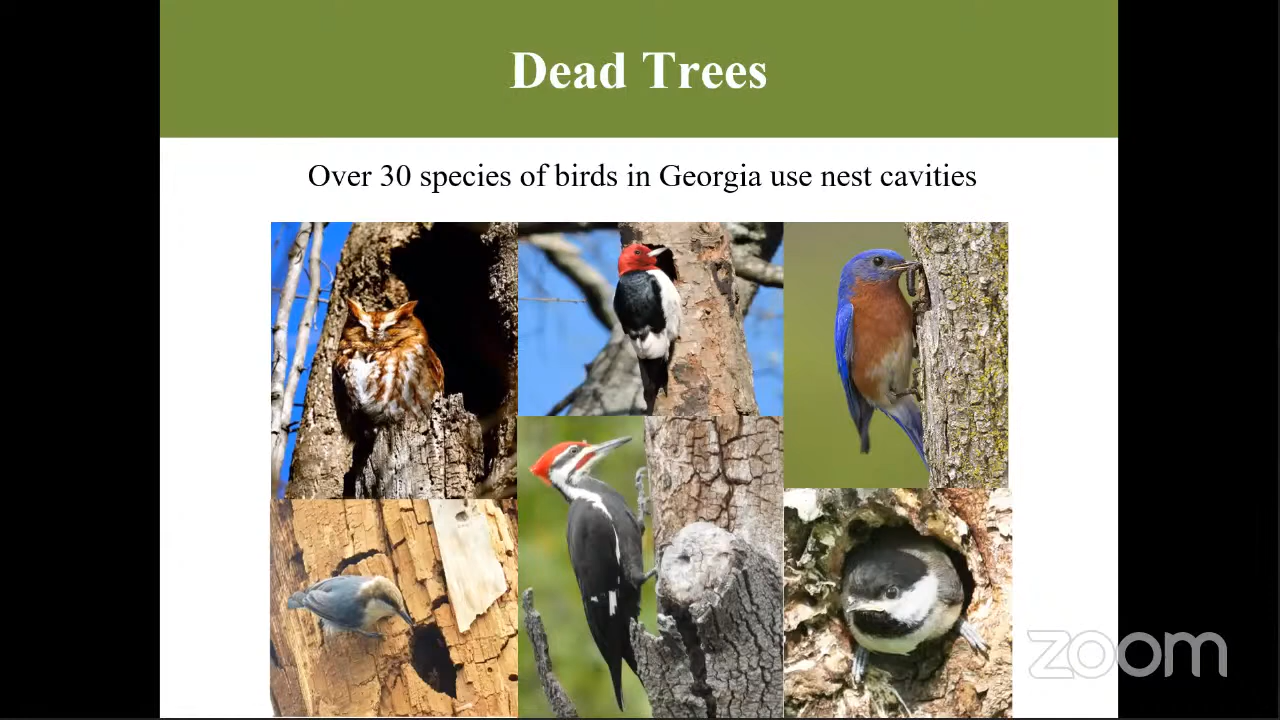 Dead Trees
Over 30 species of birds in Georgia use nest cavities
zoom